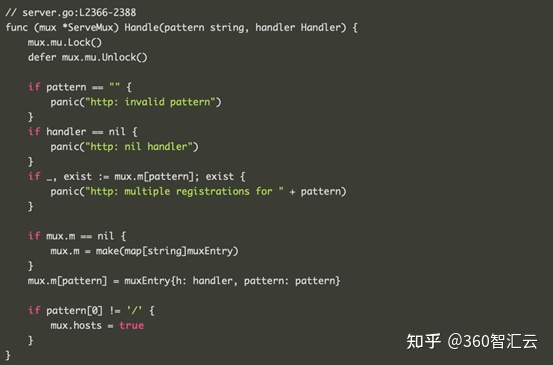 // server.go:L2366-2388
func (mux *ServeMux) Handle(pattern string, handler Handler) {
    mux.mu.Lock()
    defer mux.mu.Unlock()

    if pattern == "" {
        panic("http: invalid pattern")
    }
    if handler == nil {
        panic("http: nil handler")
    }
    if _, exist := mux.m[pattern]; exist {
        panic("http: multiple registrations for " + pattern)
    }

    if mux.m == nil {
        mux.m = make(map[string]muxEntry)
    }
    mux.m[pattern] = muxEntry{h: handler, pattern: pattern}

    if pattern[0] != '/' {
        mux.hosts = true
    }
}
知乎 @360智汇云